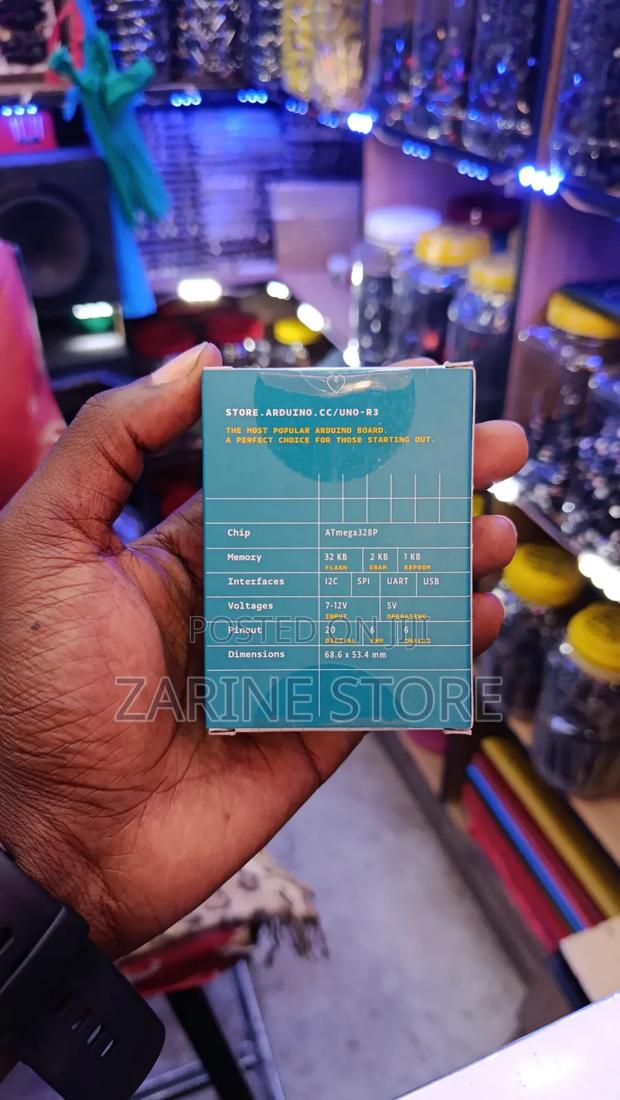 STORE.ARDUINO.CC/UNO-R3
THE MOST POPULAR ARDUINO BOARD.
A PERFECT CHOICE FOR THOSE STARTING OUT.
Chip ATmega328P
Memory 32 KB 2 KB 1 KB
FLASH SRAM EEPROM
Interfaces I2C SPI UART USB
Voltages 7-12V 5V
INPUT OPERATING
Pinout 20 6 6
DIGITAL PWM ANALOG
POSTED ON Jiji
Dimensions 68.6 x 53.4 mm
ZARINE STORE